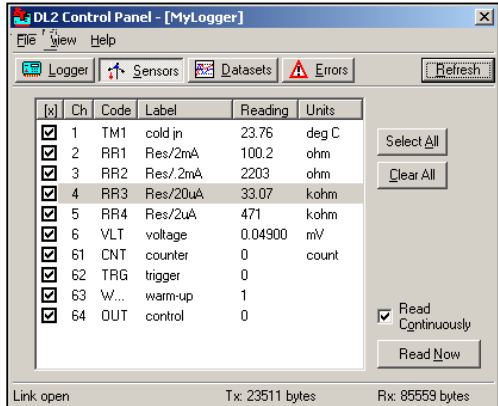 DL2 Control Panel - [MyLogger]
File View Help
Logger Sensors Datasets Errors Refresh
[x] Ch Code Label Reading Units
1 TM1 cold jn 23.76 deg C
2 RR1 Res/2mA 100.2 ohm
3 RR2 Res/.2mA 2203 ohm
4 RR3 Res/20uA 33.07 kohm
5 RR4 Res/2uA 471 kohm
6 VLT voltage 0.04900 mV
61 CNT counter 0 count
62 TRG trigger 0
63 W... warm-up 1
64 OUT control 0
Select All
Clear All
Read
Continuously
Read Now
Link open Tx: 23511 bytes Rx: 85559 bytes